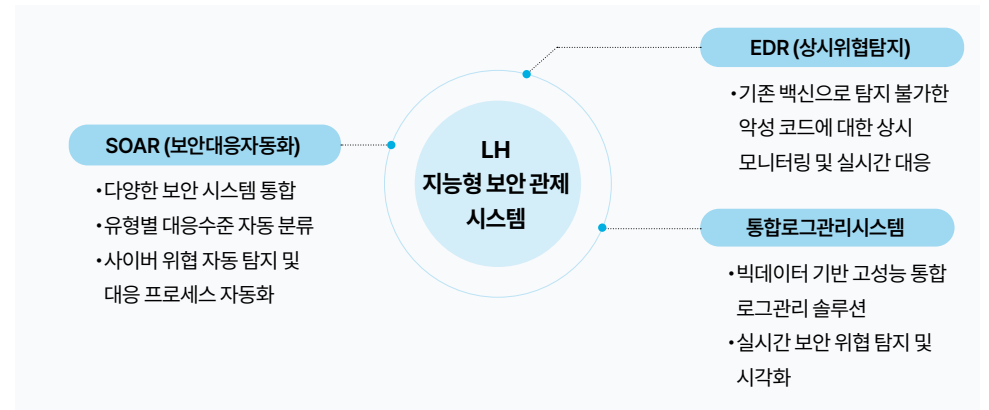 SOAR (보안대응자동화)
•다양한 보안 시스템 통합
•유형별 대응수준 자동 분류
•사이버 위협 자동 탐지 및
대응 프로세스 자동화
LH
지능형 보안 관제
시스템
EDR (상시위협탐지)
•기존 백신으로 탐지 불가한
악성 코드에 대한 상시
모니터링 및 실시간 대응
통합로그관리시스템
•빅데이터 기반 고성능 통합
로그관리 솔루션
•실시간 보안 위협 탐지 및
시각화